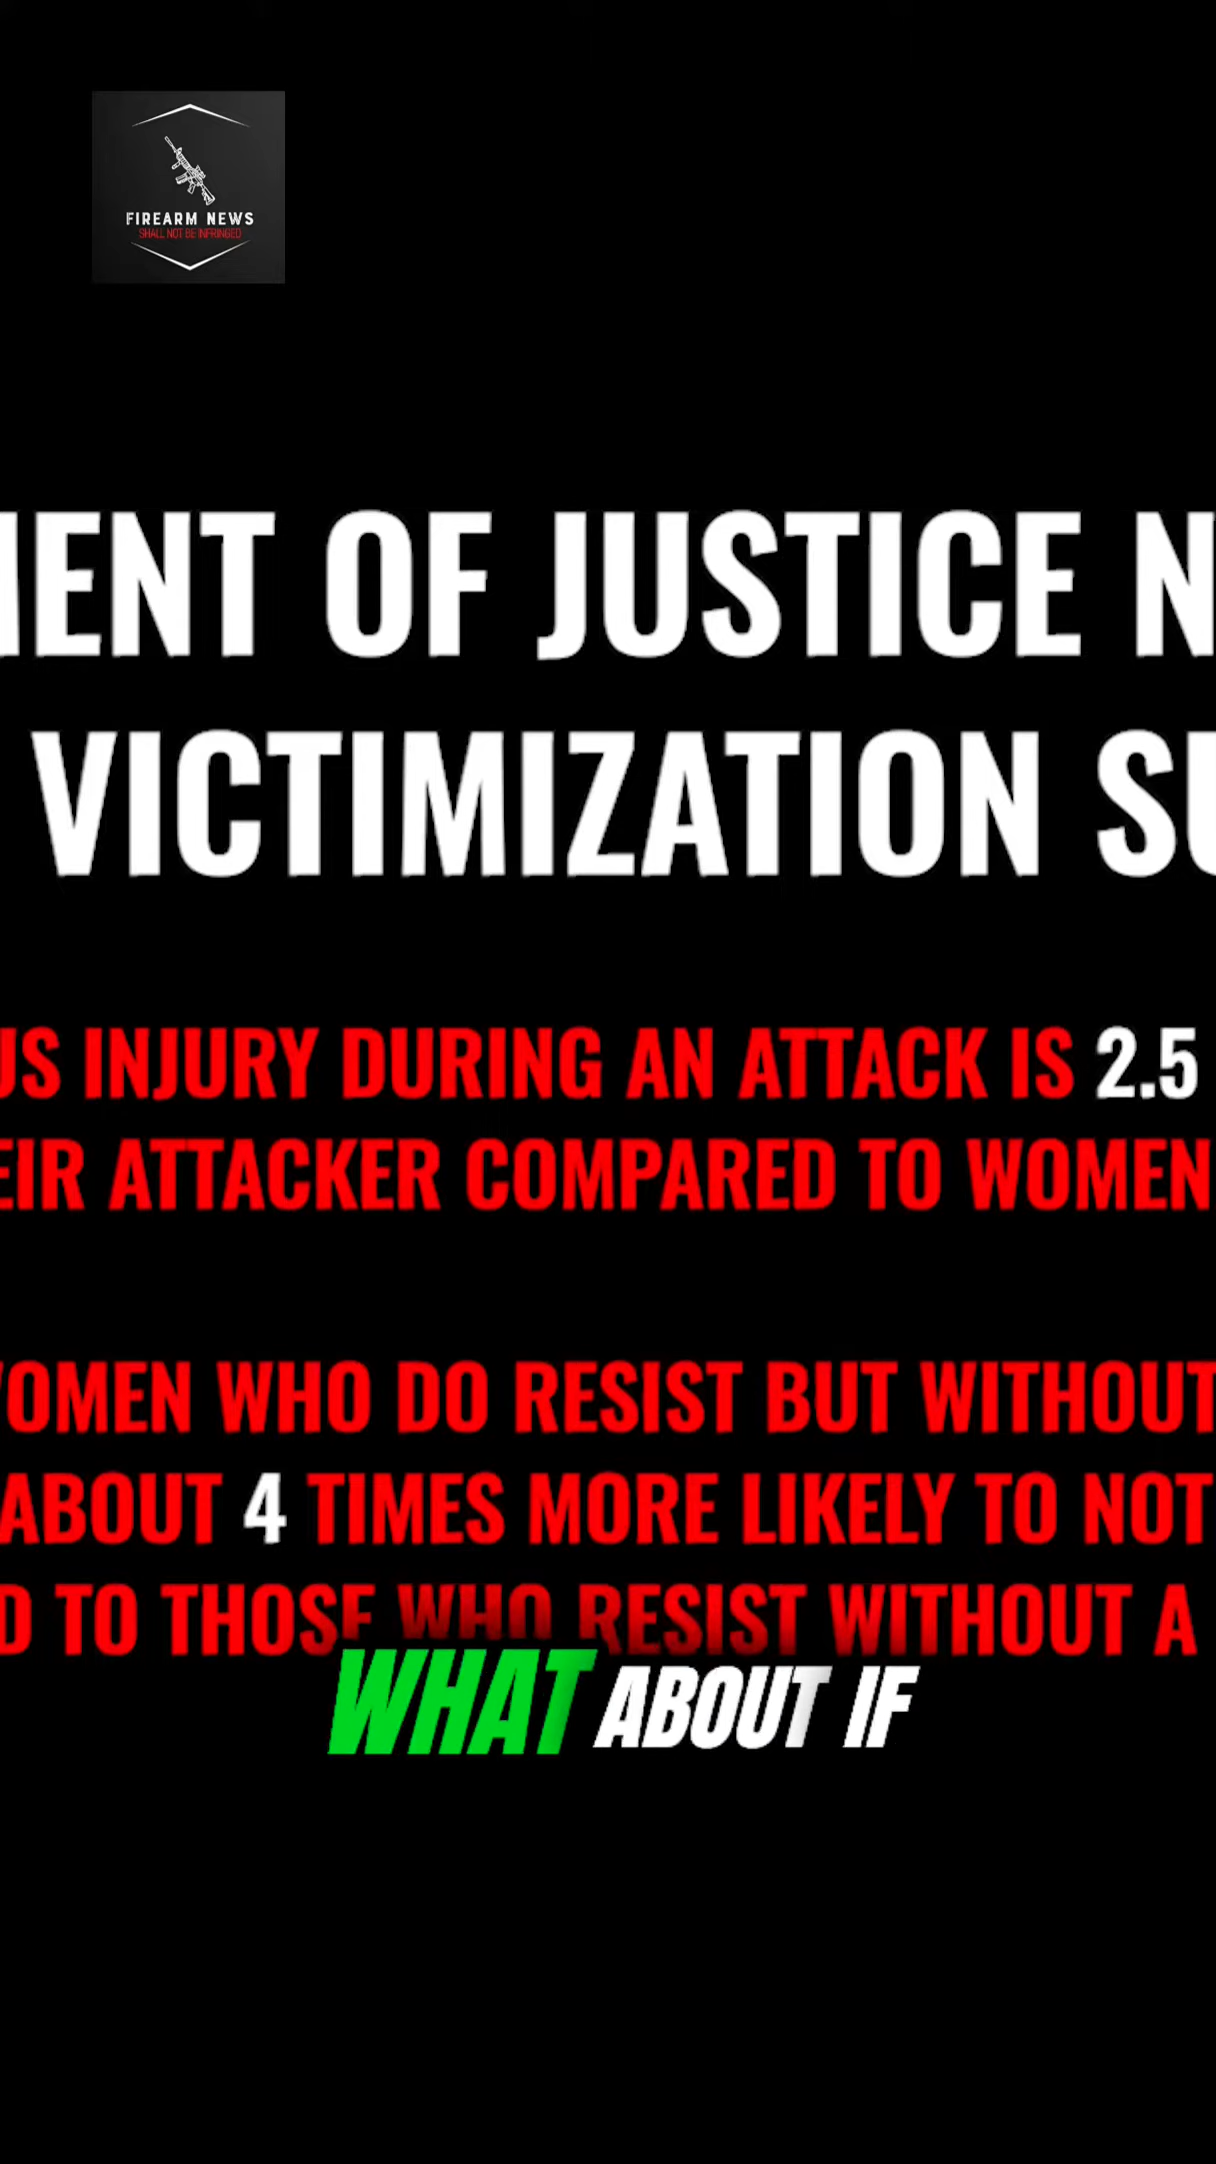 FIREARM NEWS
SHALL NOT BE INFRINGED
MENT OF JUSTICE N
VICTIMIZATION SU
US INJURY DURING AN ATTACK IS 2.5
EIR ATTACKER COMPARED TO WOMEN
WOMEN WHO DO RESIST BUT WITHOUT
ABOUT 4 TIMES MORE LIKELY TO NOT
D TO THOSE WHO RESIST WITHOUT A
WHAT ABOUT IF